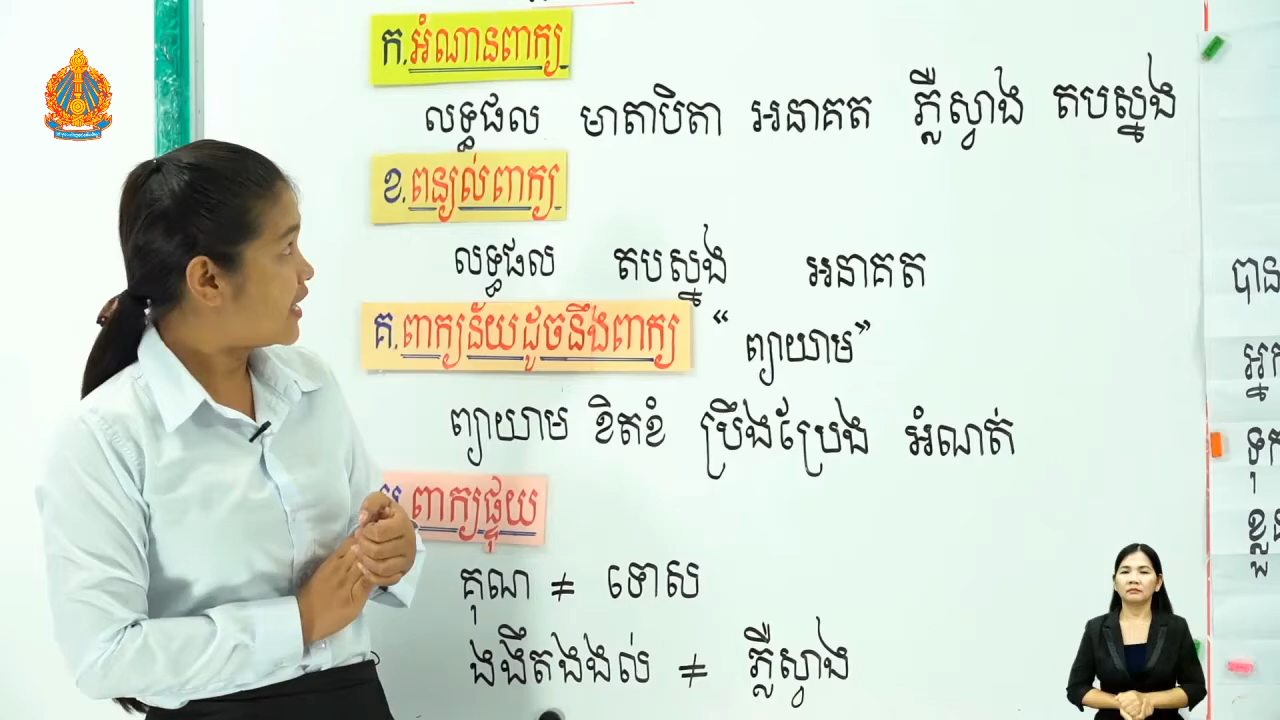 ក.អំណានពាក្យ
លទ្ធផល មាតាបិតា អនាគត ភ្លឺស្វាង តបស្នង
ខ.ពន្យល់ពាក្យ
លទ្ធផល តបស្នង អនាគត
គ.ពាក្យន័យដូចនឹងពាក្យ “ព្យាយាម”
ព្យាយាម ខិតខំ ប្រឹងប្រែង អំណត់
ឃ.ពាក្យផ្ទុយ
គុណ ≠ ទោស
ងងឹតងងល់ ≠ ភ្លឺស្វាង
បាន